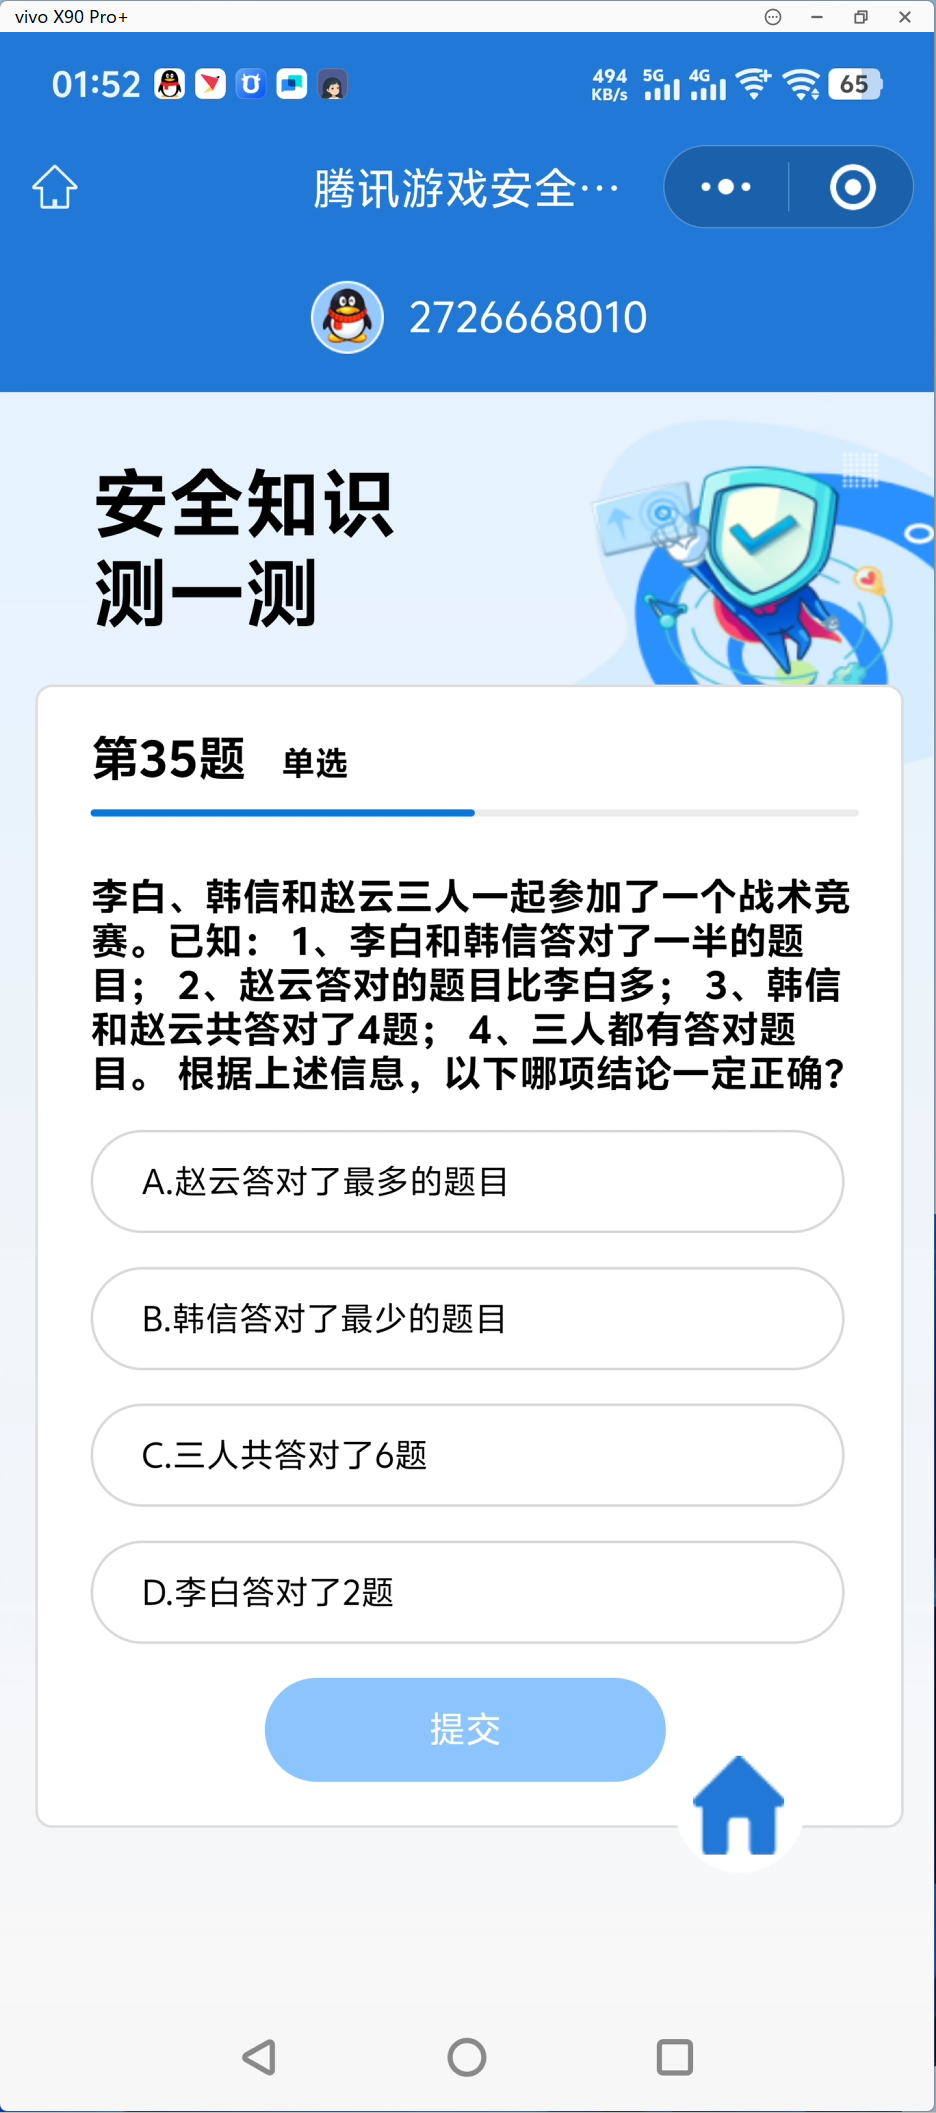 vivo X90 Pro+
01:52
494 KB/s 5G 4G 65
腾讯游戏安全…
2726668010
安全知识
测一测
第35题 单选
李白、韩信和赵云三人一起参加了一个战术竞
赛。已知： 1、李白和韩信答对了一半的题
目； 2、赵云答对的题目比李白多； 3、韩信
和赵云共答对了4题； 4、三人都有答对题
目。 根据上述信息，以下哪项结论一定正确？
A.赵云答对了最多的题目
B.韩信答对了最少的题目
C.三人共答对了6题
D.李白答对了2题
提交